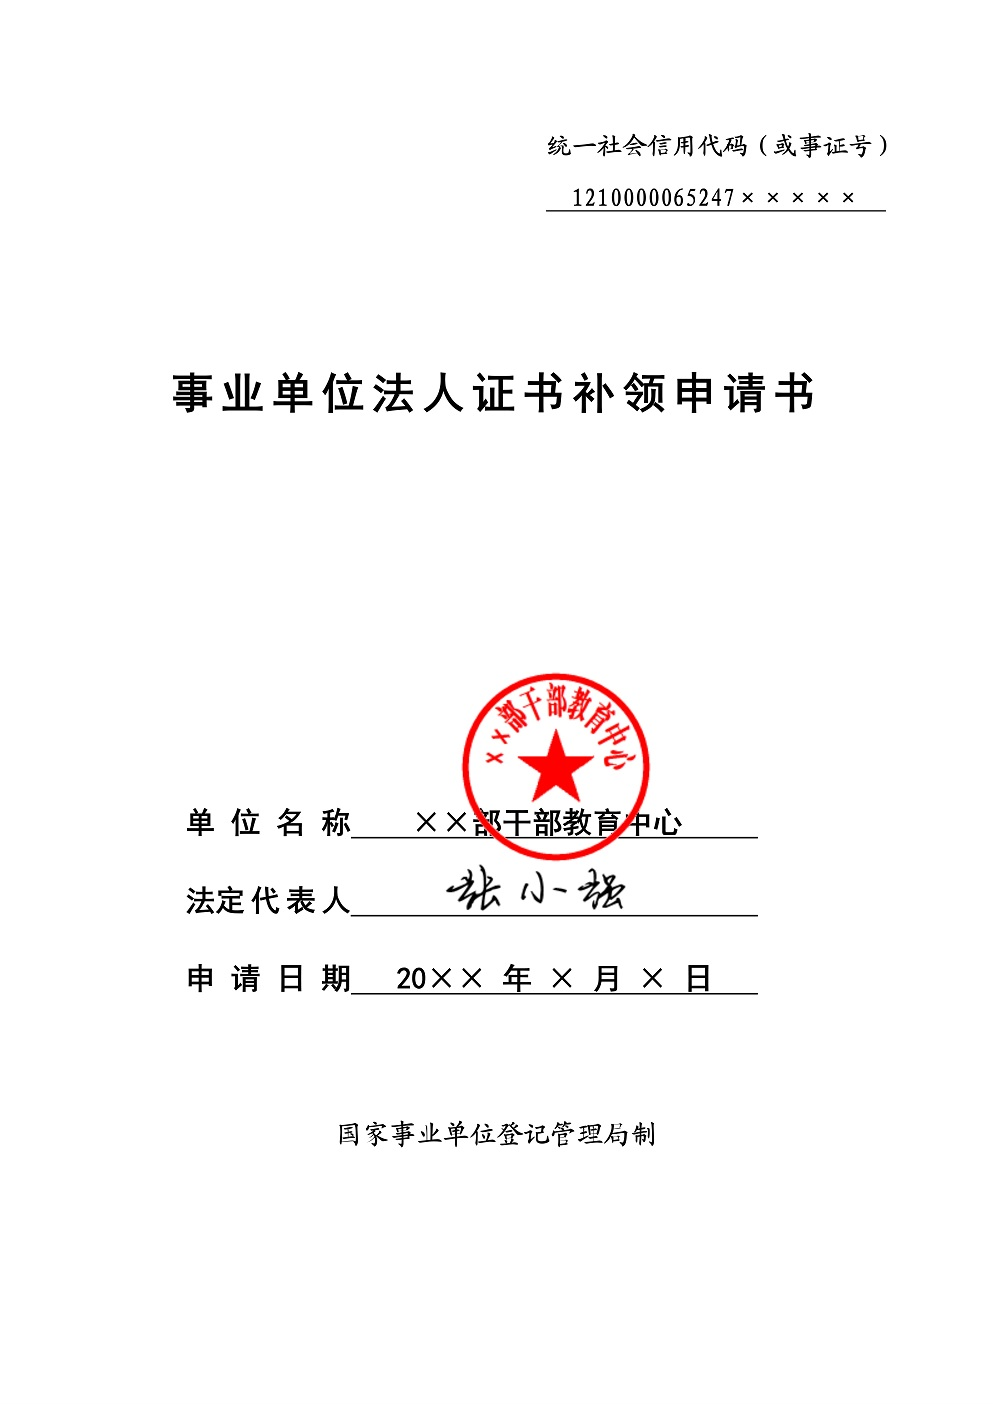 统一社会信用代码（或事证号）
1210000065247×××××
事业单位法人证书补领申请书
××部干部教育中心
单位名称 ××部干部教育中心
法定代表人 张小强
申请日期 20××年×月×日
国家事业单位登记管理局制